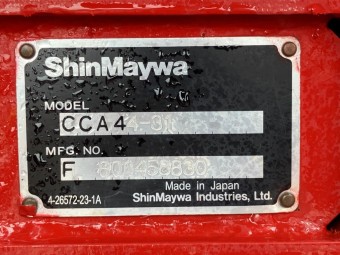 ShinMaywa
MODEL
CCA4
MFG. NO.
F
Made in Japan
4-26572-23-1A
ShinMaywa Industries, Ltd.